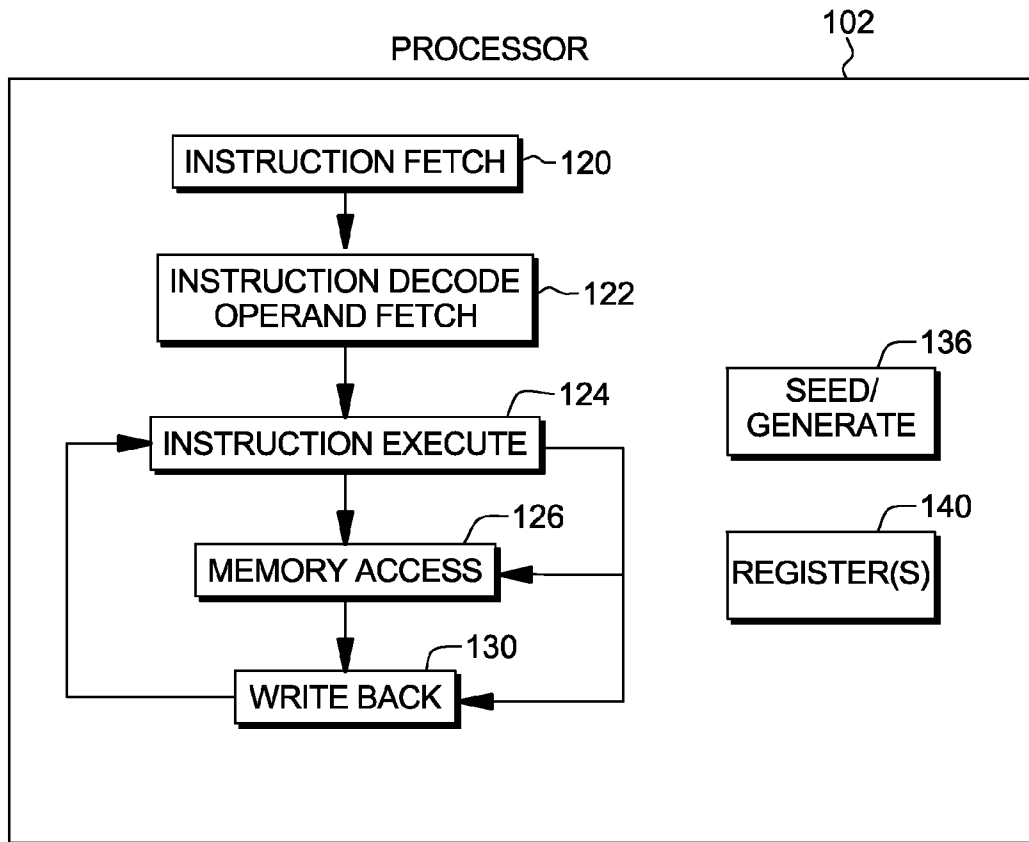 102
PROCESSOR
INSTRUCTION FETCH
120
INSTRUCTION DECODE
OPERAND FETCH
122
124
INSTRUCTION EXECUTE
126
MEMORY ACCESS
130
WRITE BACK
136
SEED/
GENERATE
140
REGISTER(S)